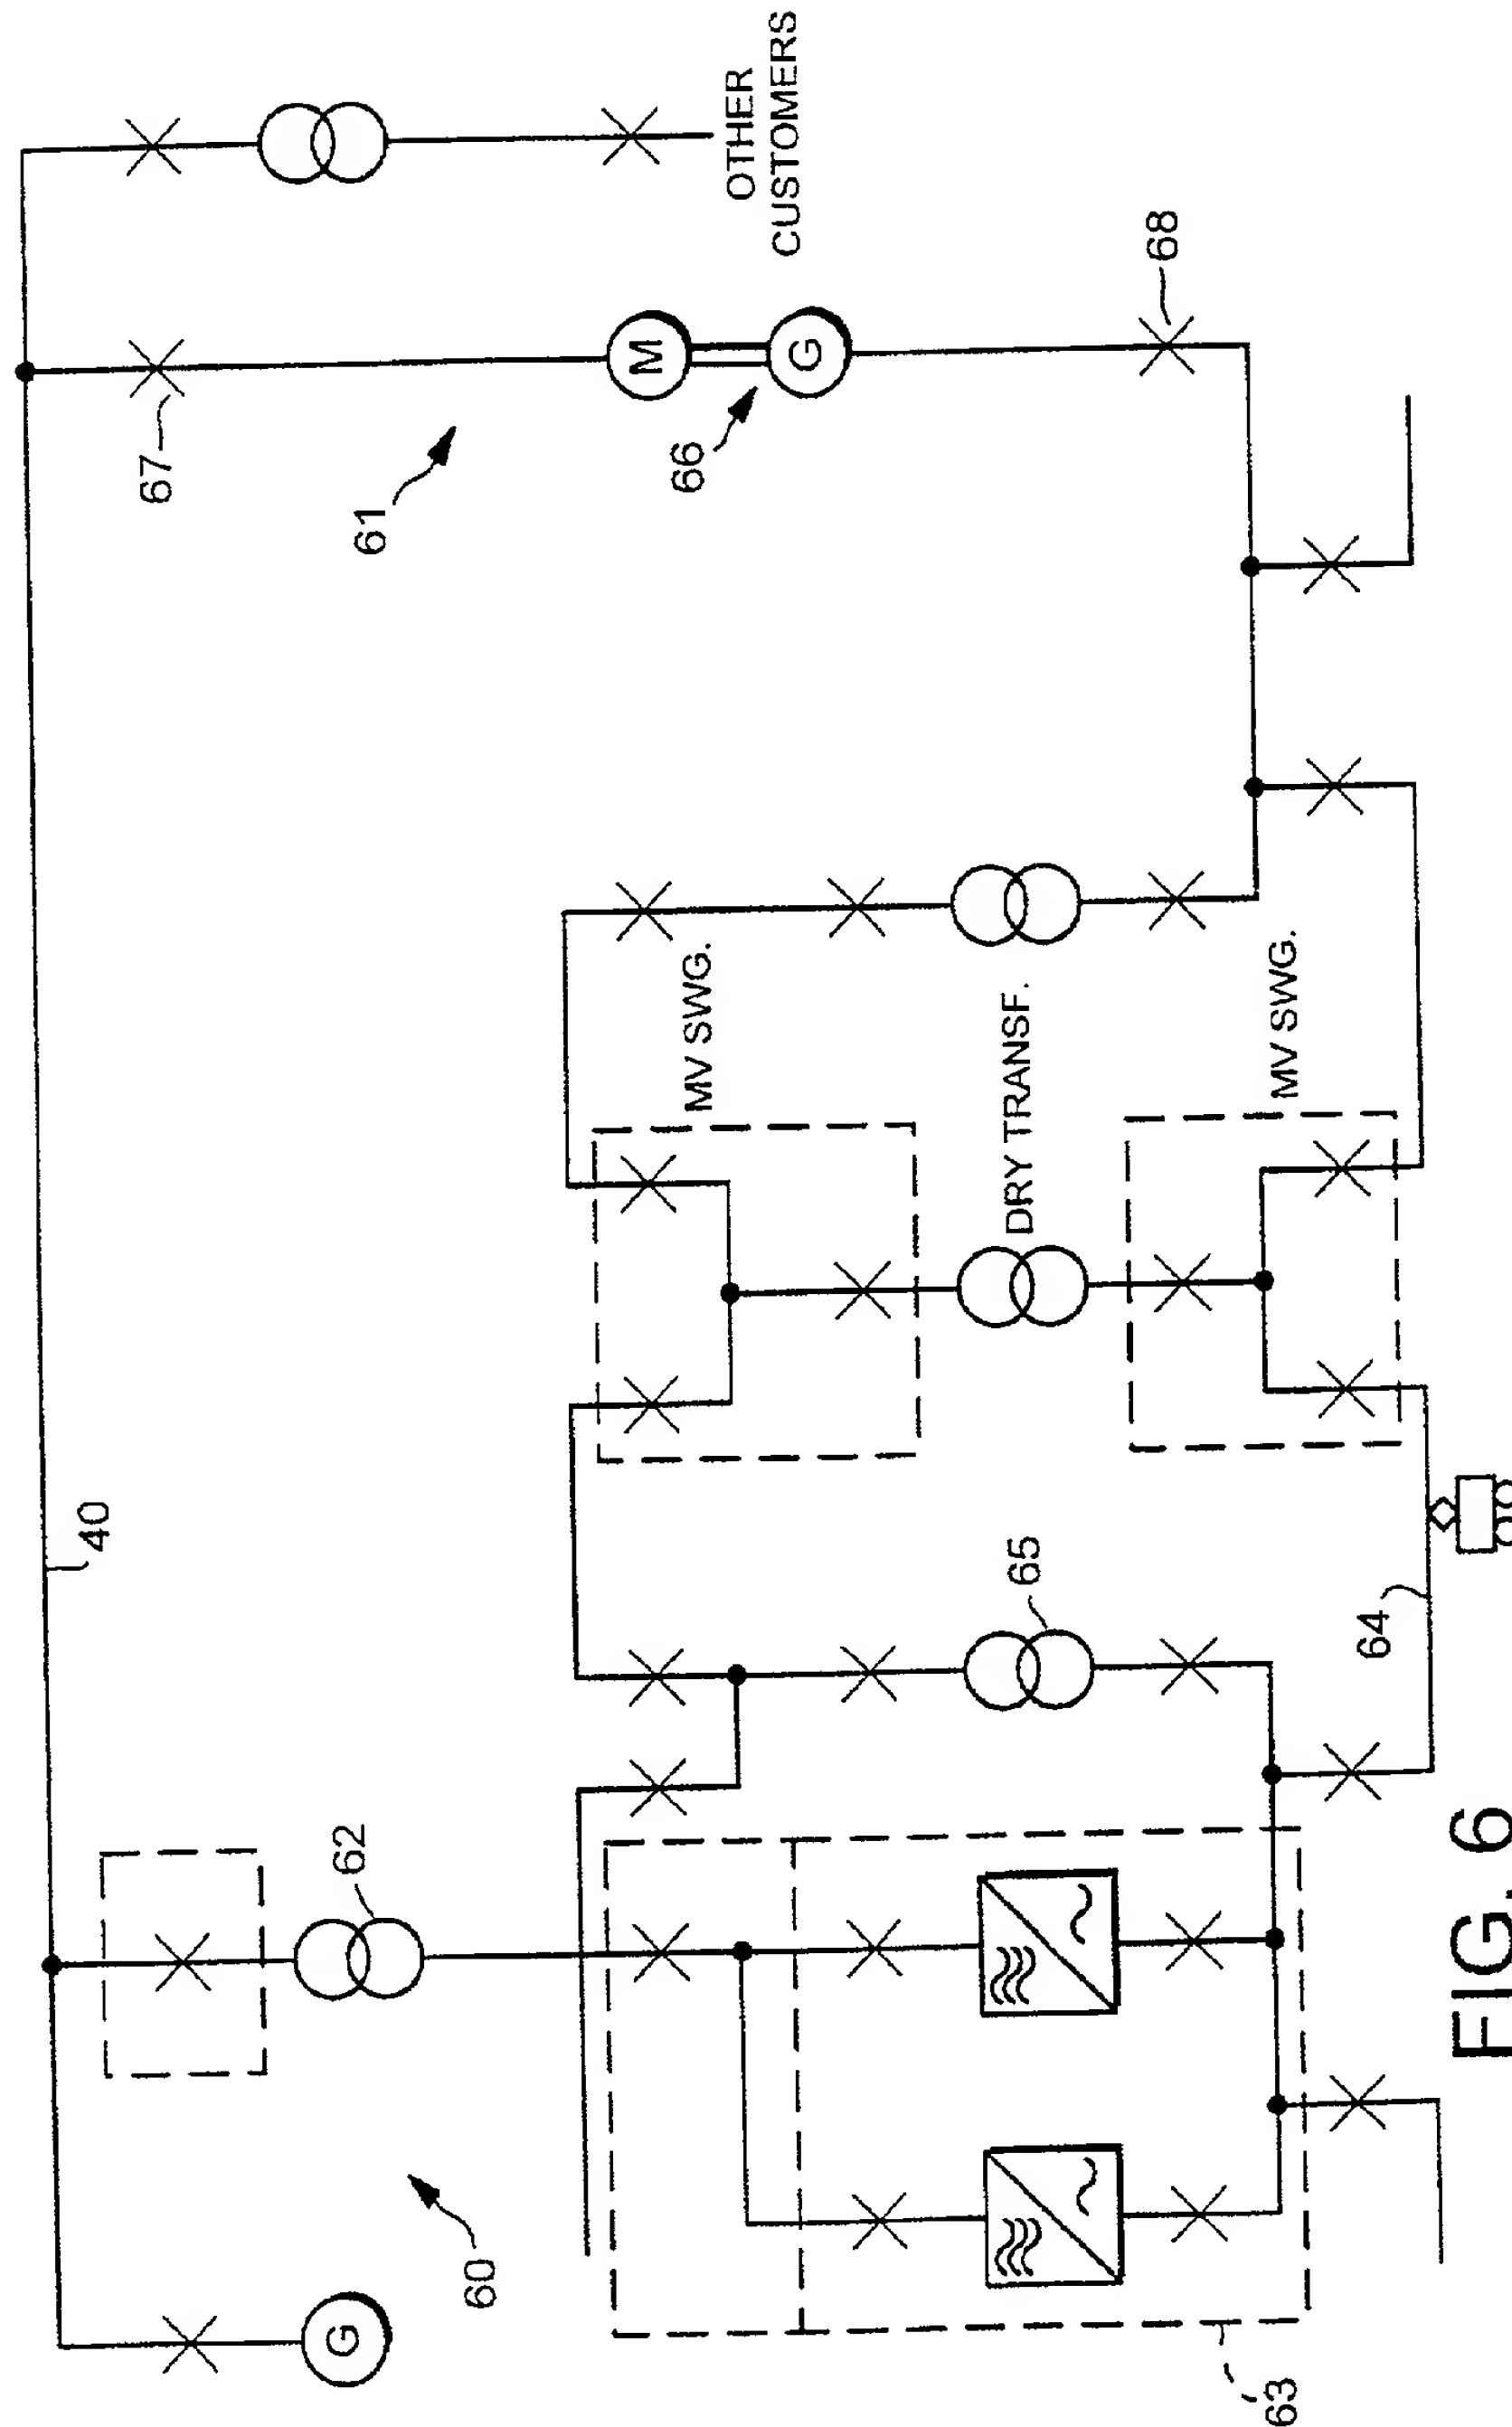 OTHER
CUSTOMERS
67
61
M
G
66
68
MV SWG.
DRY TRANSF.
MV SWG.
40
65
64
62
60
G
63
FIG. 6